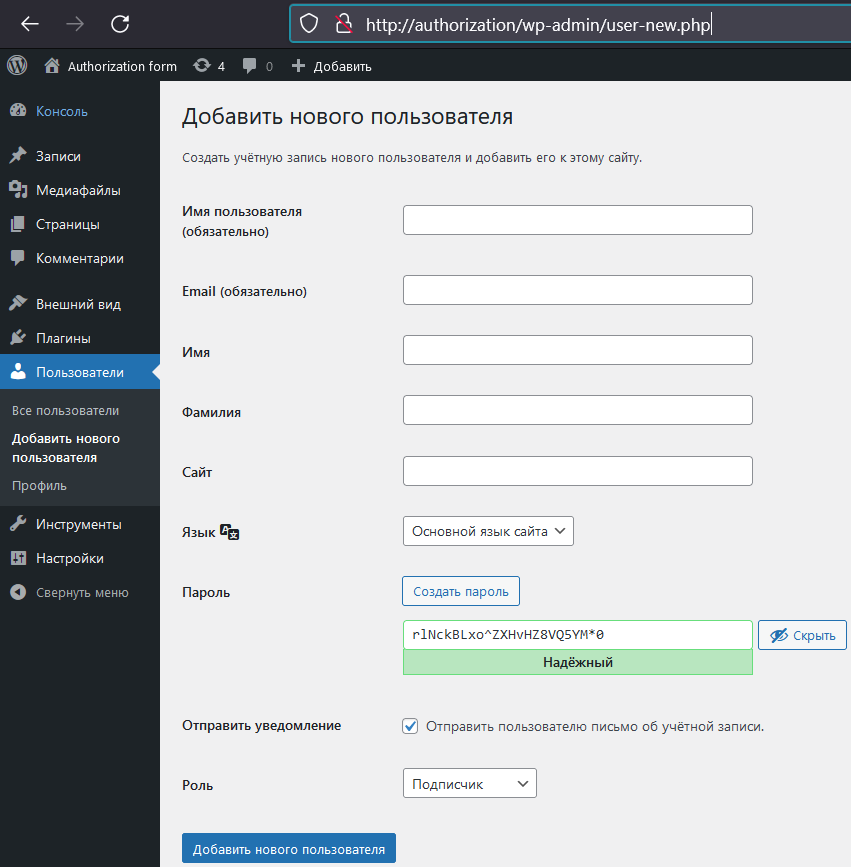 http://authorization/wp-admin/user-new.php
Authorization form 4 0 Добавить
Консоль
Записи
Медиафайлы
Страницы
Комментарии
Внешний вид
Плагины
Пользователи
Все пользователи
Добавить нового
пользователя
Профиль
Инструменты
Настройки
Свернуть меню
Добавить нового пользователя
Создать учётную запись нового пользователя и добавить его к этому сайту.
Имя пользователя
(обязательно)
Email (обязательно)
Имя
Фамилия
Сайт
Язык
Основной язык сайта
Пароль
Создать пароль
rlNckBLxo^ZXHvHZ8VQ5YM*0
Скрыть
Надёжный
Отправить уведомление
Отправить пользователю письмо об учётной записи.
Роль
Подписчик
Добавить нового пользователя